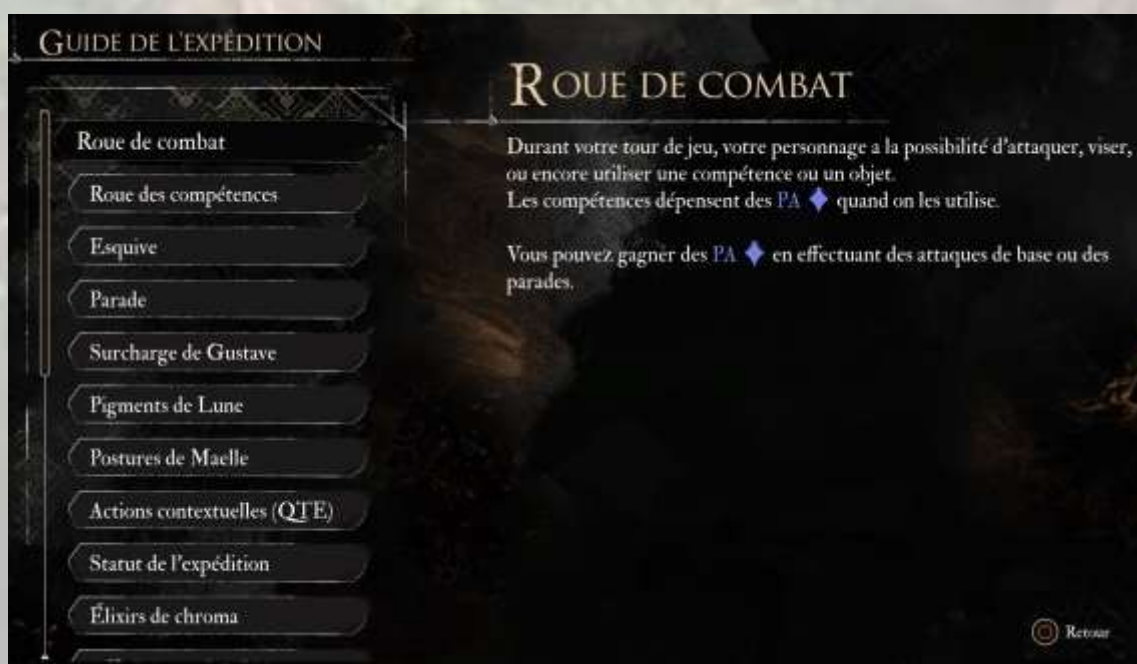 GUIDE DE L'EXPÉDITION
Roue de combat
Roue des compétences
Esquive
Parade
Surcharge de Gustave
Pigments de Lune
Postures de Maelle
Actions contextuelles (QTE)
Statut de l'expédition
Élixirs de chroma
ROUE DE COMBAT
Durant votre tour de jeu, votre personnage a la possibilité d'attaquer, viser,
ou encore utiliser une compétence ou un objet.
Les compétences dépensent des PA quand on les utilise.
Vous pouvez gagner des PA en effectuant des attaques de base ou des
parades.
Retour